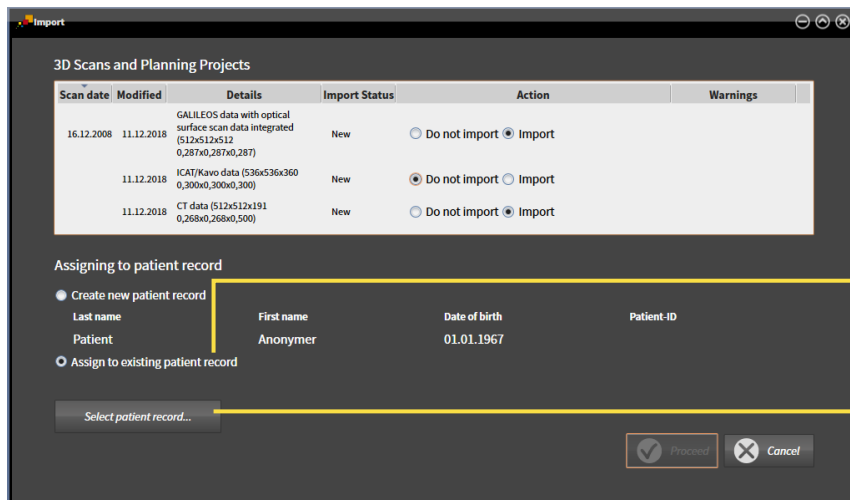 Import
3D Scans and Planning Projects
Scan date Modified Details Import Status Action Warnings
16.12.2008 11.12.2018 GALILEOS data with optical
surface scan data integrated
(512x512x512
0,287x0,287x0,287) New Do not import Import
11.12.2018 ICAT/Kavo data (536x536x360
0,300x0,300x0,300) New Do not import Import
11.12.2018 CT data (512x512x191
0,268x0,268x0,500) New Do not import Import
Assigning to patient record
Create new patient record
Last name First name Date of birth Patient-ID
Patient Anonymer 01.01.1967
Assign to existing patient record
Select patient record...
Proceed Cancel